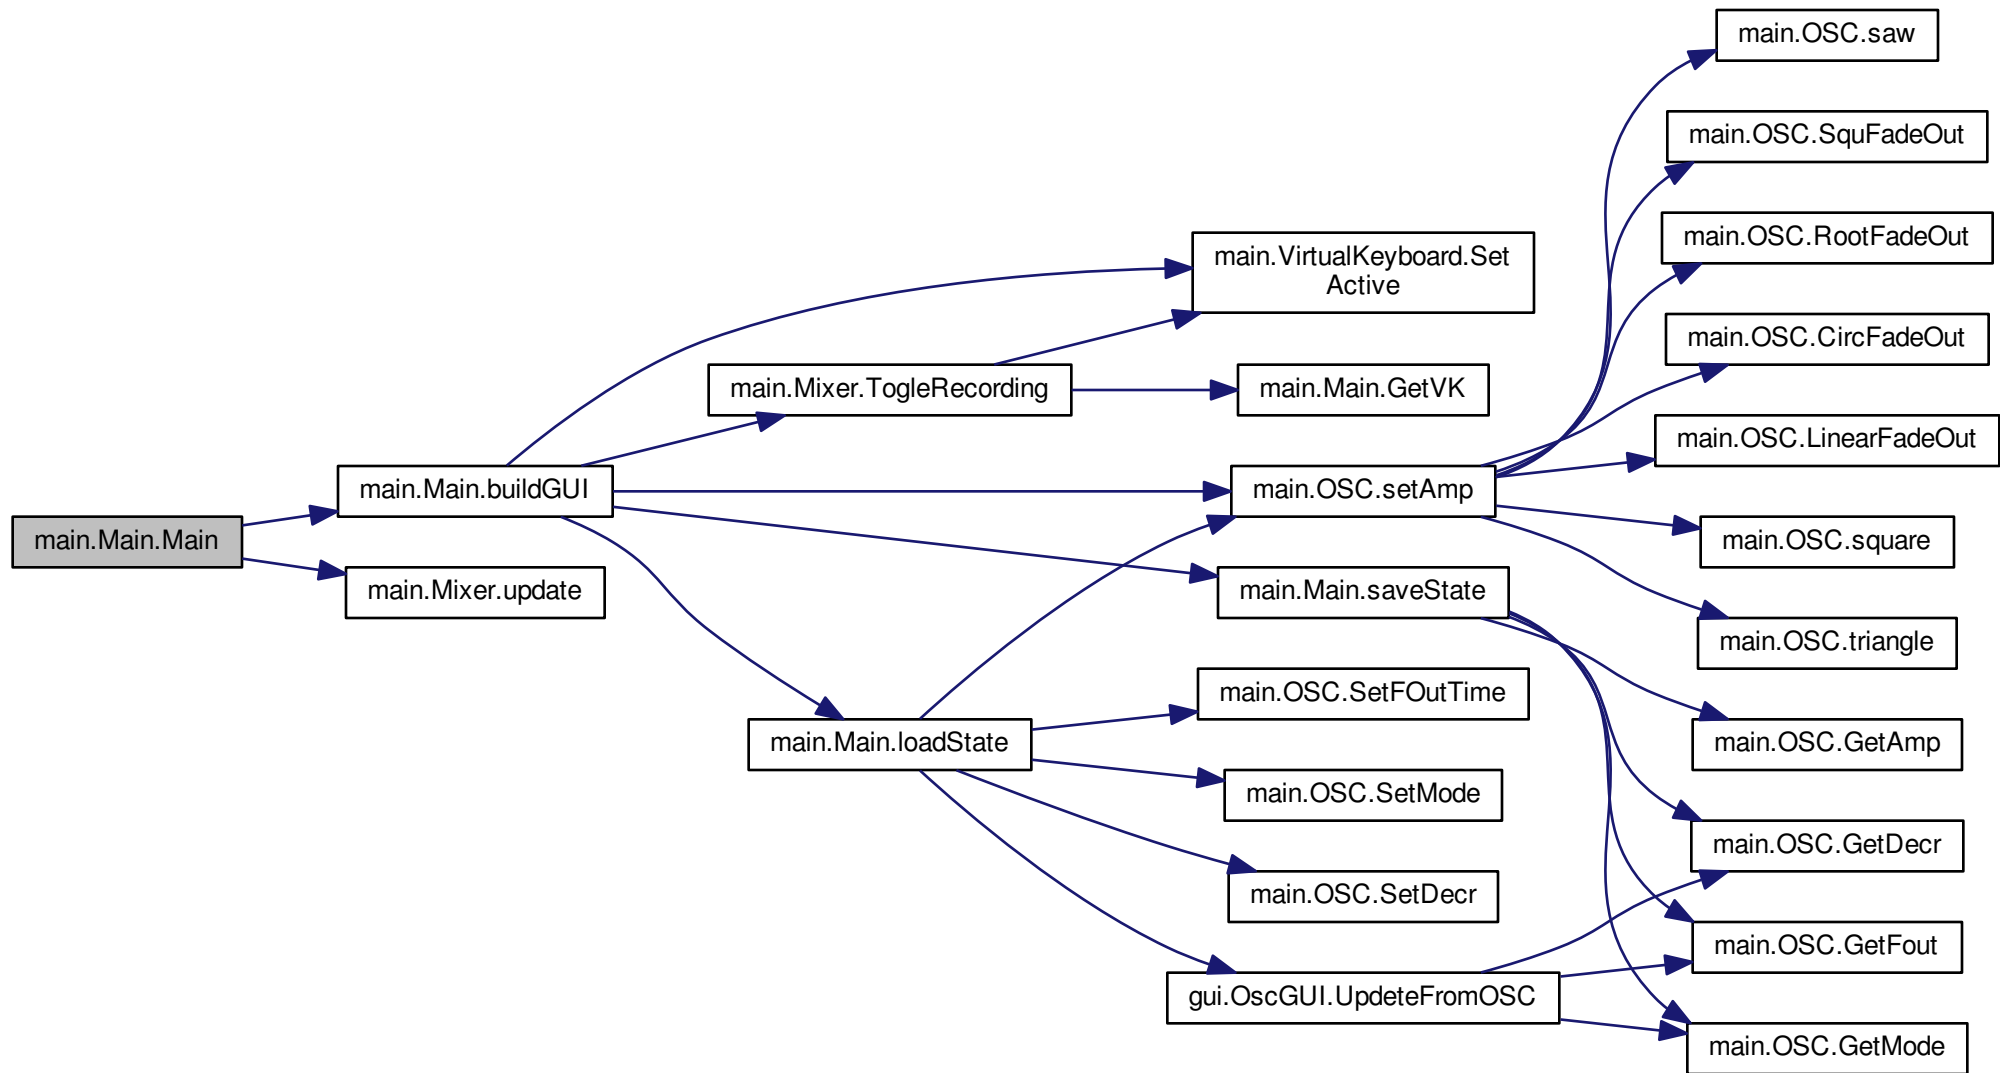 main.OSC.saw
main.OSC.SquFadeOut
main.OSC.RootFadeOut
main.VirtualKeyboard.Set
Active
main.OSC.CircFadeOut
main.Mixer.TogleRecording
main.Main.GetVK
main.OSC.LinearFadeOut
main.Main.buildGUI
main.OSC.setAmp
main.Main.Main
main.OSC.square
main.Mixer.update
main.Main.saveState
main.OSC.triangle
main.OSC.SetFOutTime
main.Main.loadState
main.OSC.GetAmp
main.OSC.SetMode
main.OSC.GetDecr
main.OSC.SetDecr
main.OSC.GetFout
gui.OscGUI.UpdeteFromOSC
main.OSC.GetMode